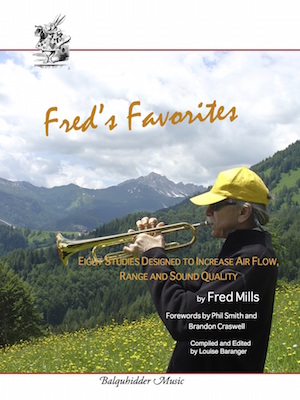 Fred's Favorites
EIGHT STUDIES DESIGNED TO INCREASE AIR FLOW,
RANGE AND SOUND QUALITY
by Fred Mills
Forewords by Phil Smith and
Brandon Craswell
Compiled and Edited by
Louise Baranger
Balquhidder Music